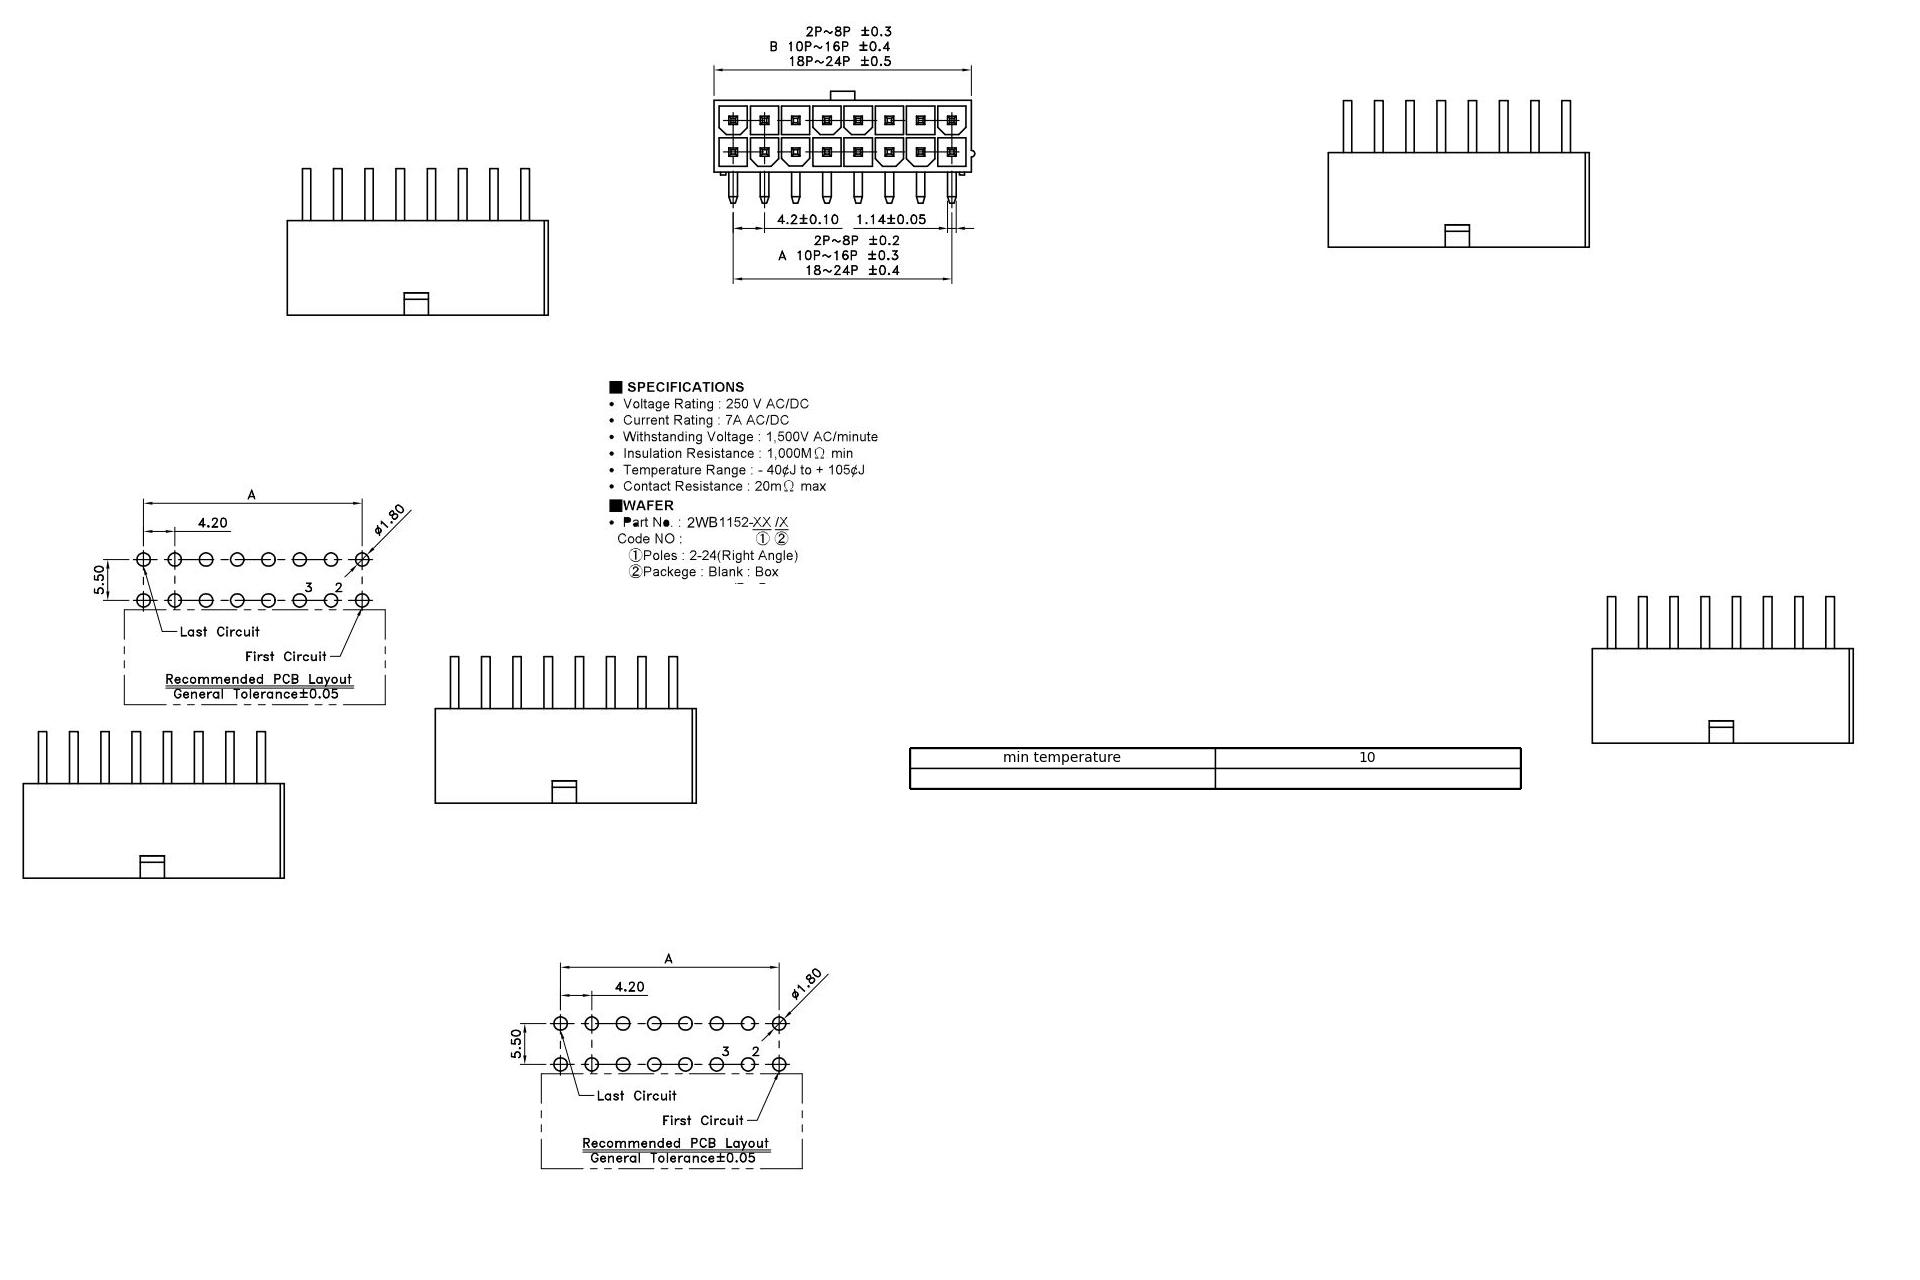 2P~8P ±0.3
B 10P~16P ±0.4
18P~24P ±0.5
4.2±0.10 1.14±0.05
2P~8P ±0.2
A 10P~16P ±0.3
18~24P ±0.4
■ SPECIFICATIONS
• Voltage Rating : 250 V AC/DC
• Current Rating : 7A AC/DC
• Withstanding Voltage : 1,500V AC/minute
• Insulation Resistance : 1,000MΩ min
• Temperature Range : - 40¢J to + 105¢J
• Contact Resistance : 20mΩ max
■WAFER
• Part No. : 2WB1152-XX /X
Code NO : ① ②
①Poles : 2-24(Right Angle)
②Packege : Blank : Box
A
4.20
ø1.80
5.50
3 2
Last Circuit
First Circuit
Recommended PCB Layout
General Tolerance±0.05
min temperature 10
A
4.20
ø1.80
5.50
3 2
Last Circuit
First Circuit
Recommended PCB Layout
General Tolerance±0.05